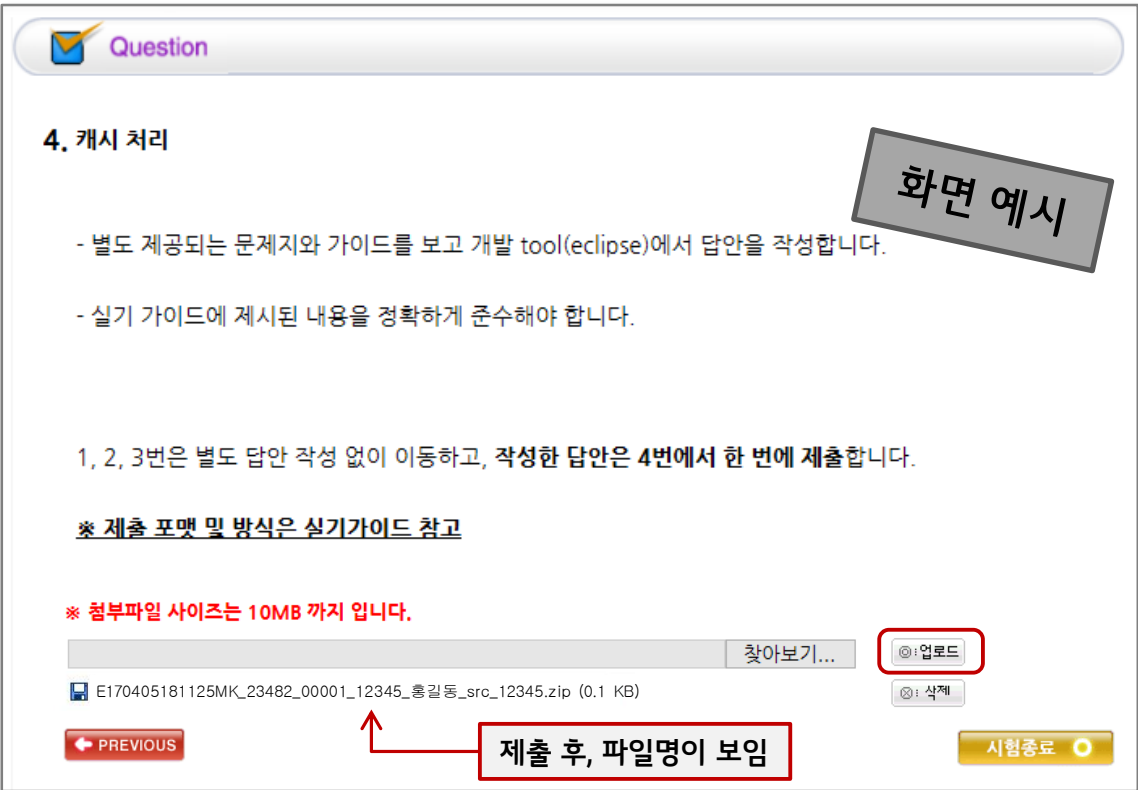 Question
4. 캐시 처리
화면 예시
- 별도 제공되는 문제지와 가이드를 보고 개발 tool(eclipse)에서 답안을 작성합니다.
- 실기 가이드에 제시된 내용을 정확하게 준수해야 합니다.
1, 2, 3번은 별도 답안 작성 없이 이동하고, 작성한 답안은 4번에서 한 번에 제출합니다.
※ 제출 포맷 및 방식은 실기가이드 참고
※ 첨부파일 사이즈는 10MB 까지 입니다.
찾아보기...
◎:업로드
E170405181125MK_23482_00001_12345_홍길동_src_12345.zip (0.1 KB)
⊗: 삭제
PREVIOUS
제출 후, 파일명이 보임
시험종료